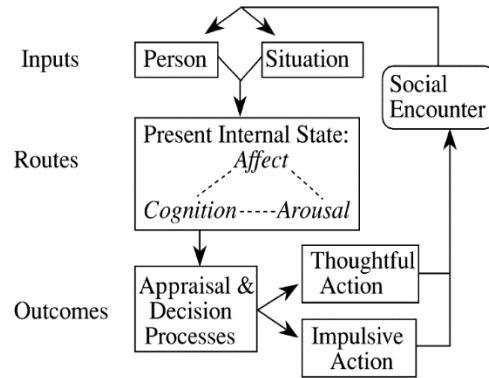 Inputs
Person
Situation
Social
Encounter
Routes
Present Internal State:
Affect
Cognition
Arousal
Outcomes
Appraisal &
Decision
Processes
Thoughtful
Action
Impulsive
Action